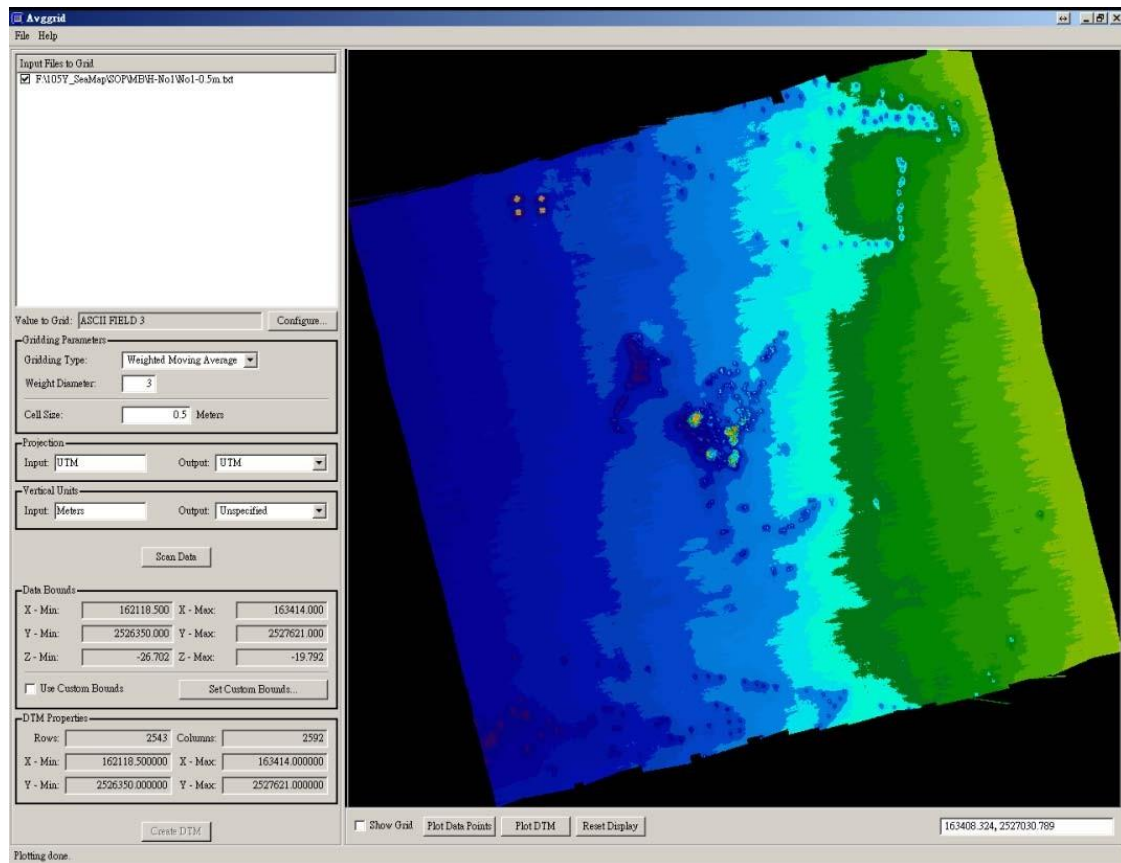 Avggrid
File Help
Input Files to Grid
F:\105Y_SeaMap\SOP\MB\H-No1\No1-0.5m.txt
Value to Grid: ASCII FIELD 3 Configure...
Gridding Parameters
Gridding Type: Weighted Moving Average
Weight Diameter: 3
Cell Size: 0.5 Meters
Projection
Input: UTM Output: UTM
Vertical Units
Input: Meters Output: Unspecified
Scan Data
Data Bounds
X - Min: 162118.500 X - Max: 163414.000
Y - Min: 2526350.000 Y - Max: 2527621.000
Z - Min: -26.702 Z - Max: -19.792
Use Custom Bounds Set Custom Bounds...
DTM Properties
Rows: 2543 Columns: 2592
X - Min: 162118.500000 X - Max: 163414.000000
Y - Min: 2526350.000000 Y - Max: 2527621.000000
Create DTM
Show Grid Plot Data Points Plot DTM Reset Display 163408.324, 2527030.789
Plotting done.